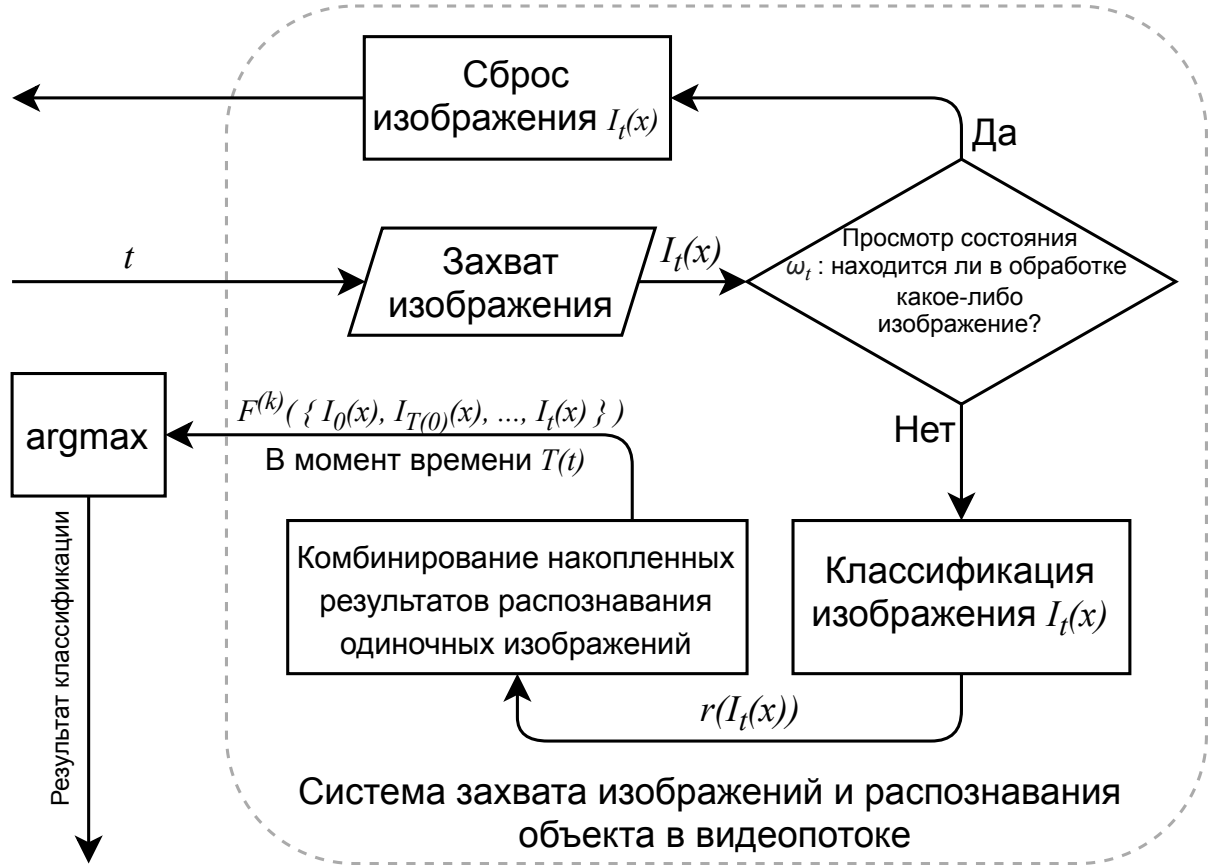 Сброс
изображения I_t(x)
Да
t
Захват
изображения
I_t(x)
Просмотр состояния
ω_t : находится ли в обработке
какое-либо
изображение?
argmax
F^(k)( { I_0(x), I_T(0)(x), ..., I_t(x) } )
В момент времени T(t)
Нет
Результат классификации
Комбинирование накопленных
результатов распознавания
одиночных изображений
Классификация
изображения I_t(x)
r(I_t(x))
Система захвата изображений и распознавания
объекта в видеопотоке